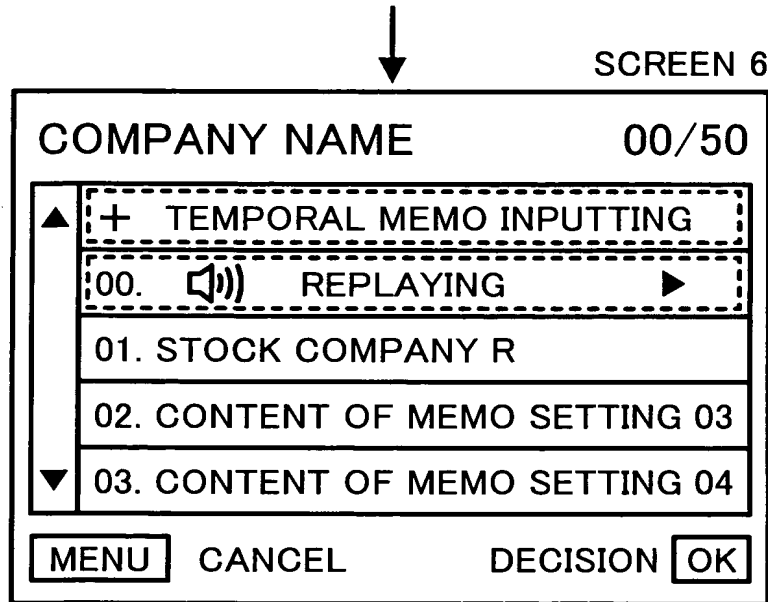 SCREEN 6
COMPANY NAME 00/50
+ TEMPORAL MEMO INPUTTING
00. REPLAYING
01. STOCK COMPANY R
02. CONTENT OF MEMO SETTING 03
03. CONTENT OF MEMO SETTING 04
MENU CANCEL DECISION OK